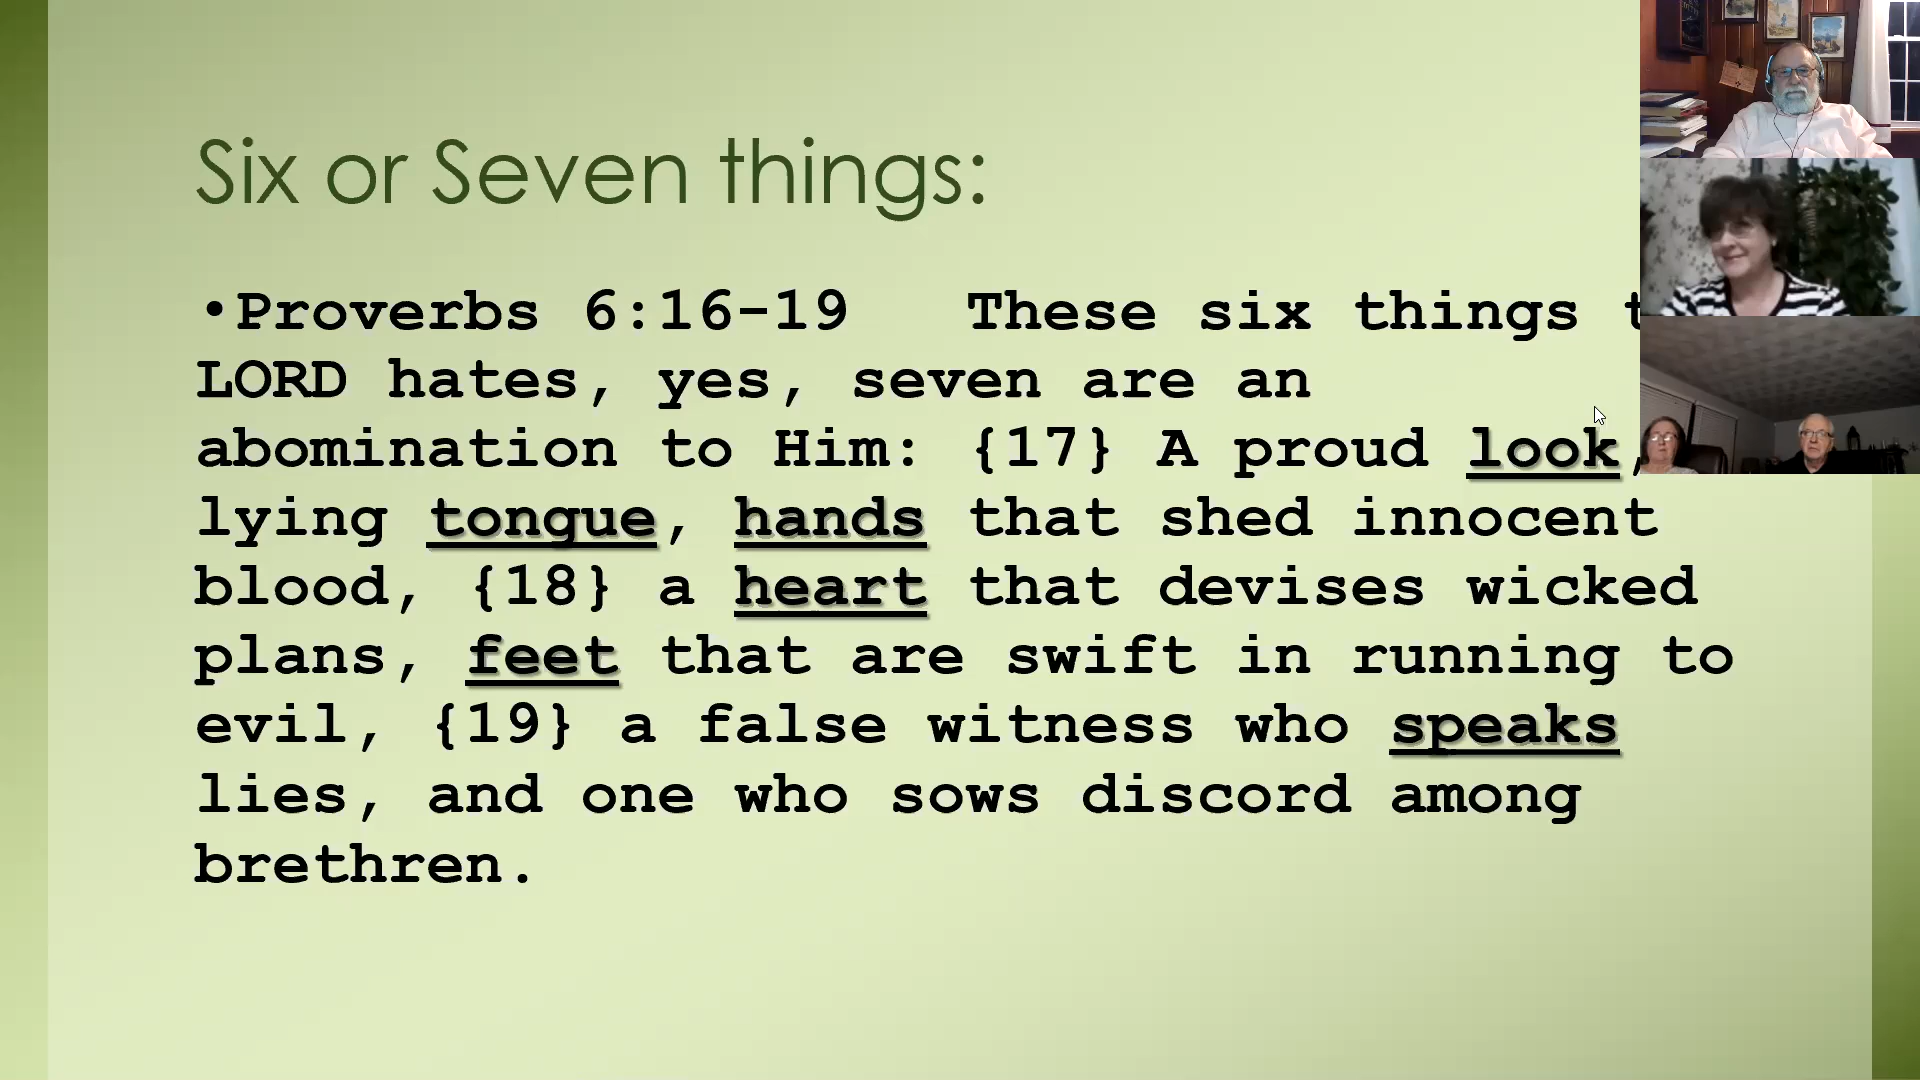 Six or Seven things:
•Proverbs 6:16-19 These six things
LORD hates, yes, seven are an
abomination to Him: {17} A proud look,
lying tongue, hands that shed innocent
blood, {18} a heart that devises wicked
plans, feet that are swift in running to
evil, {19} a false witness who speaks
lies, and one who sows discord among
brethren.